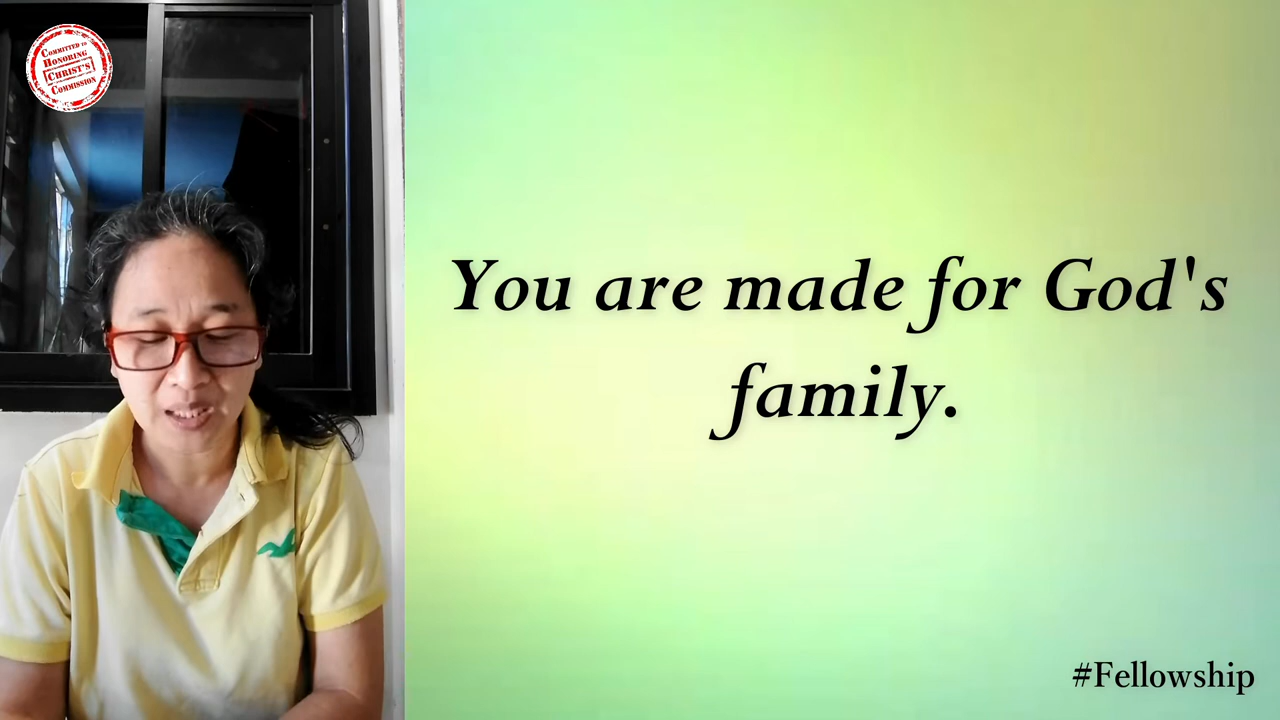 COMMITTED TO
HONORING
CHRIST'S
COMMISSION
You are made for God's
family.
#Fellowship